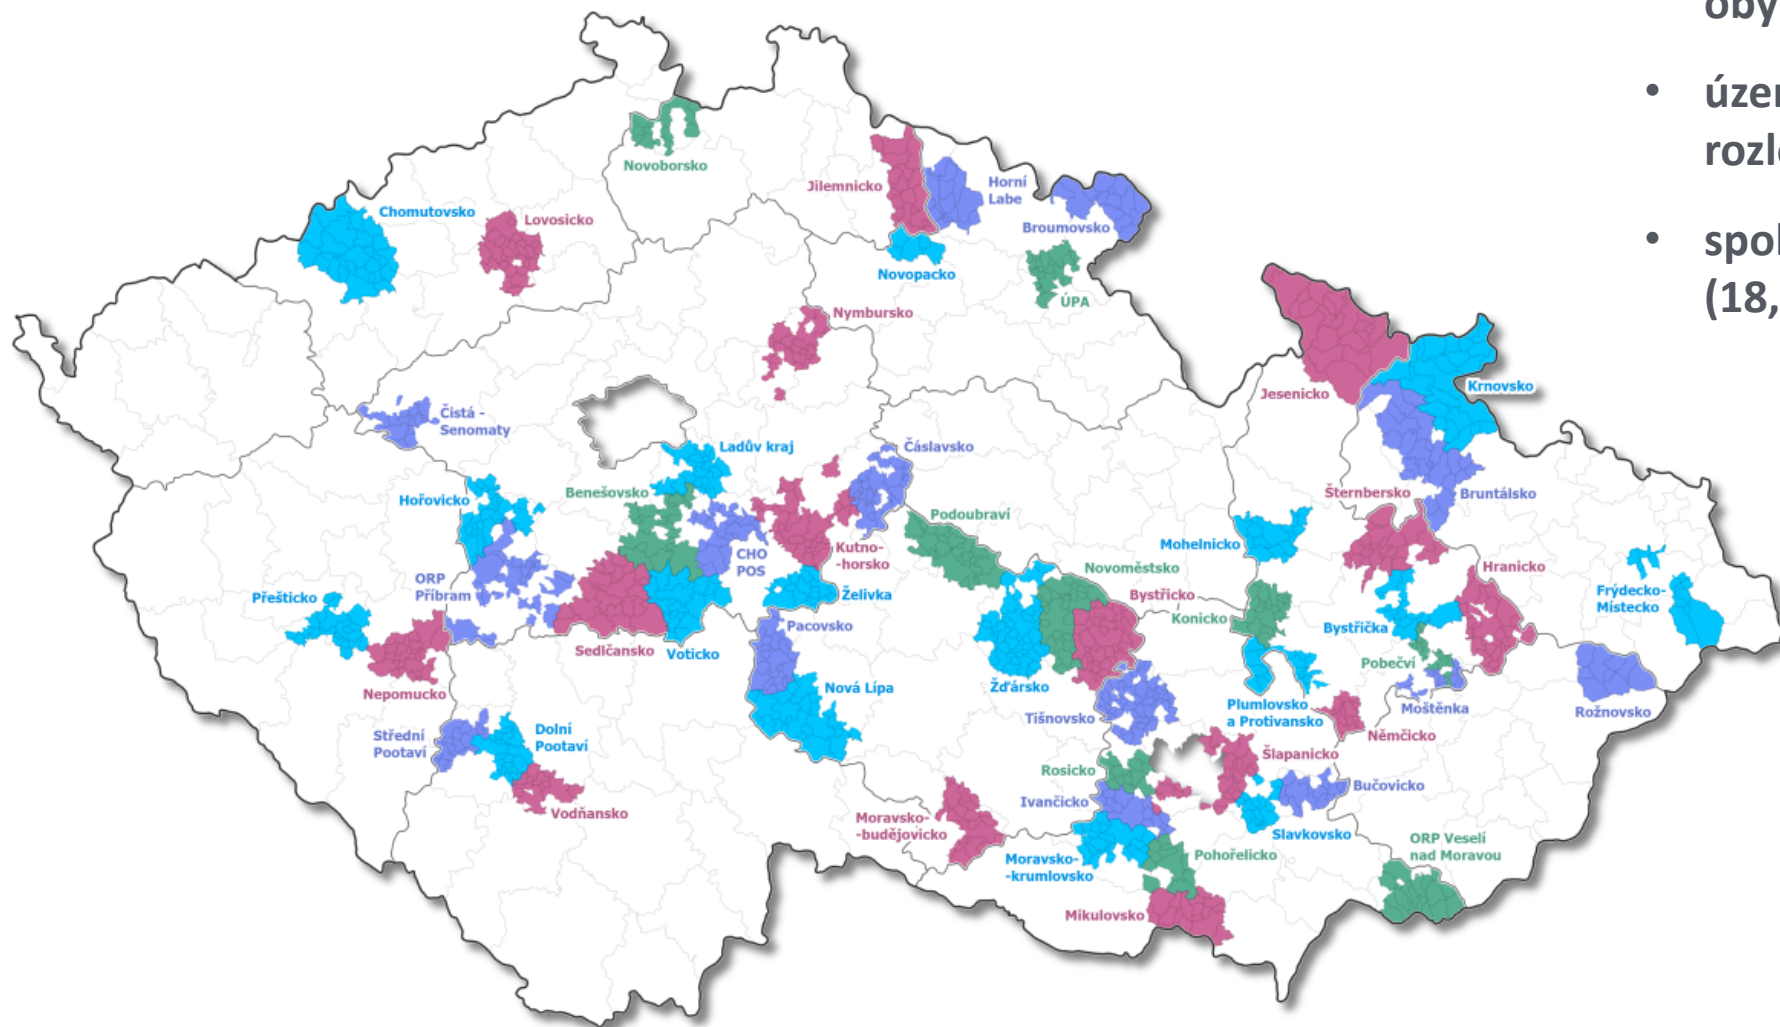 oby
• území
rozlo
• spol
(18,
Novoborsko
Jilemnicko
Horní
Labe
Broumovsko
Chomutovsko
Lovosicko
Novopacko
ÚPA
Nymbursko
Jesenicko
Krnovsko
Čistá -
Senomaty
Ladův kraj
Čáslavsko
Hořovicko
Benešovsko
Podoubraví
Šternbersko
Bruntálsko
CHO
POS
Kutno-
-horsko
Mohelnicko
Novoměstsko
Hranicko
ORP
Příbram
Želivka
Bystřicko
Konicko
Frýdecko-
Místecko
Přešticko
Pacovsko
Bystřička
Sedlčansko
Voticko
Pobečví
Nepomucko
Nová Lípa
Žďársko
Tišnovsko
Plumlovsko
a Protivansko
Moštěnka
Rožnovsko
Střední
Pootaví
Dolní
Pootaví
Němčicko
Šlapanicko
Rosicko
Bučovicko
Ivančicko
Vodňansko
Moravsko-
-budějovicko
Slavkovsko
Moravsko-
-krumlovsko
Pohořelicko
ORP Veselí
nad Moravou
Mikulovsko